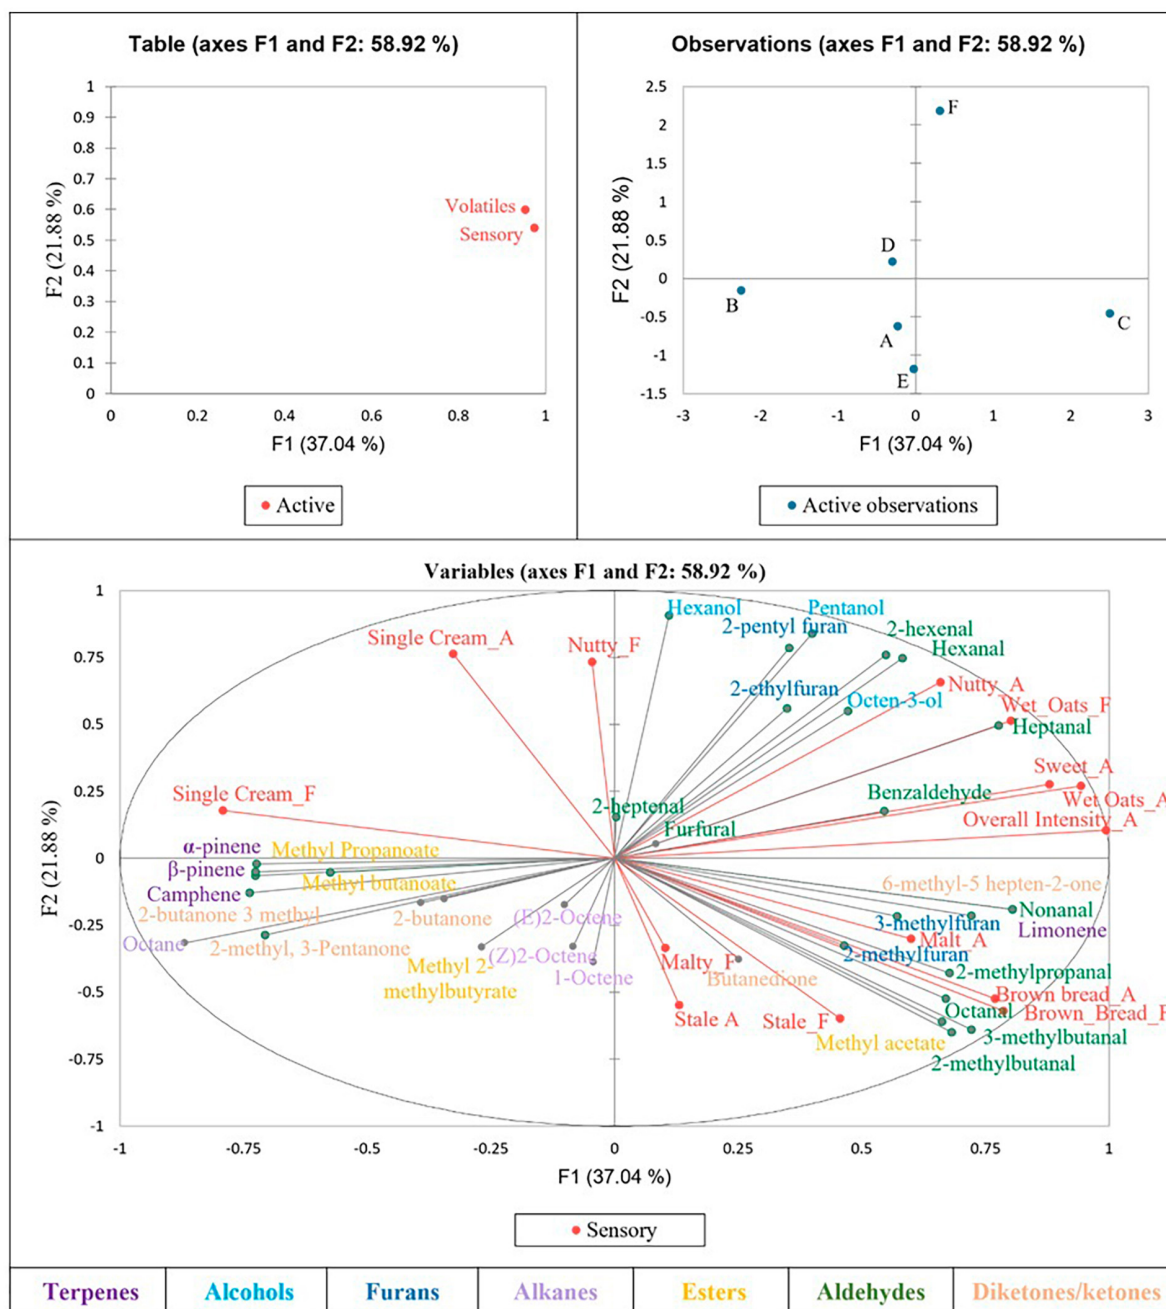 Table (axes F1 and F2: 58.92 %)
1
0.9
0.8
0.7
0.6
0.5
0.4
0.3
0.2
0.1
0
F2 (21.88 %)
Volatiles
Sensory
0 0.2 0.4 0.6 0.8 1
F1 (37.04 %)
Active
Observations (axes F1 and F2: 58.92 %)
2.5
2
1.5
1
0.5
0
-0.5
-1
-1.5
F2 (21.88 %)
F
D
B
A
C
E
-3 -2 -1 0 1 2 3
F1 (37.04 %)
Active observations
Variables (axes F1 and F2: 58.92 %)
1
0.75
0.5
0.25
0
-0.25
-0.5
-0.75
-1
F2 (21.88 %)
Hexanol
Pentanol
2-pentyl furan
2-hexenal
Single Cream_A
Nutty_F
Hexanal
2-ethylfuran
Nutty_A
Octen-3-ol
Wet_Oats_F
Heptanal
Sweet_A
Single Cream_F
Benzaldehyde
Wet Oats_A
2-heptenal
Overall Intensity_A
Furfural
α-pinene
Methyl Propanoate
β-pinene
Methyl butanoate
6-methyl-5 hepten-2-one
Camphene
2-butanone 3 methyl
2-butanone
(E)2-Octene
3-methylfuran
Nonanal
Limonene
Octane
2-methyl, 3-Pentanone
Malt_A
(Z)2-Octene
Malty_F
2-methylfuran
Methyl 2-
methylbutyrate
1-Octene
Butanedione
2-methylpropanal
Brown bread_A
Stale A
Stale_F
Octanal
Brown_Bread_F
Methyl acetate
3-methylbutanal
2-methylbutanal
-1 -0.75 -0.5 -0.25 0 0.25 0.5 0.75 1
F1 (37.04 %)
Sensory
Terpenes Alcohols Furans Alkanes Esters Aldehydes Diketones/ketones